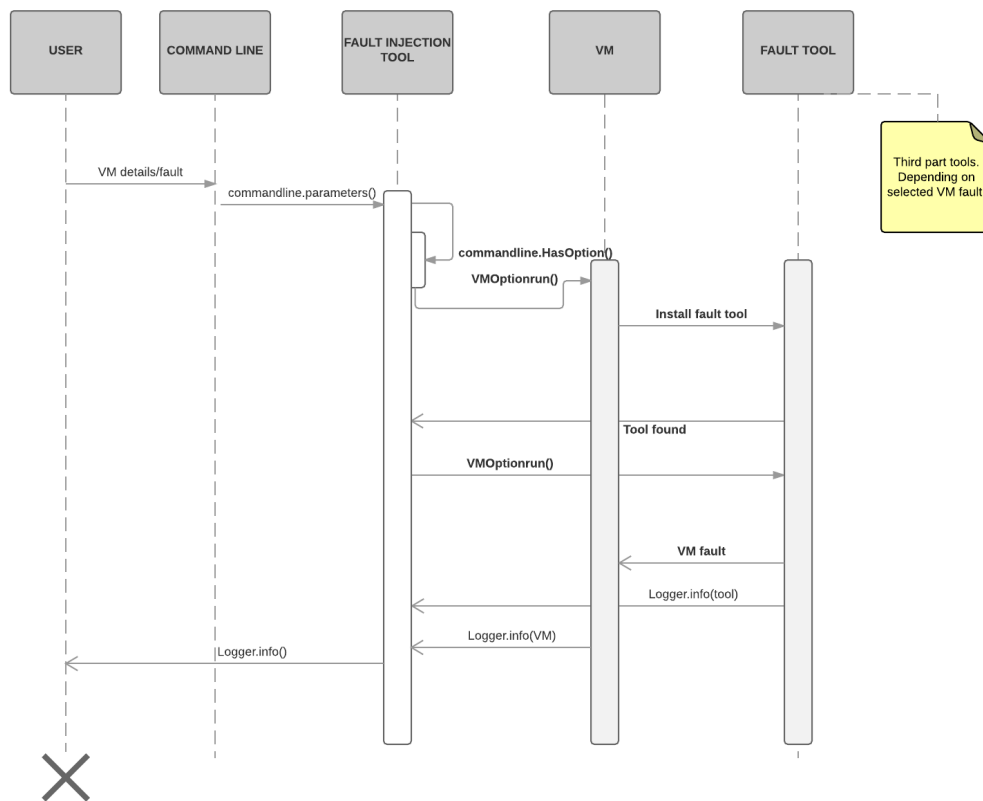 USER
COMMAND LINE
FAULT INJECTION
TOOL
VM
FAULT TOOL
Third part tools.
Depending on
selected VM fault
VM details/fault
commandline.parameters()
commandline.HasOption()
VMOptionrun()
Install fault tool
Tool found
VMOptionrun()
VM fault
Logger.info(tool)
Logger.info(VM)
Logger.info()